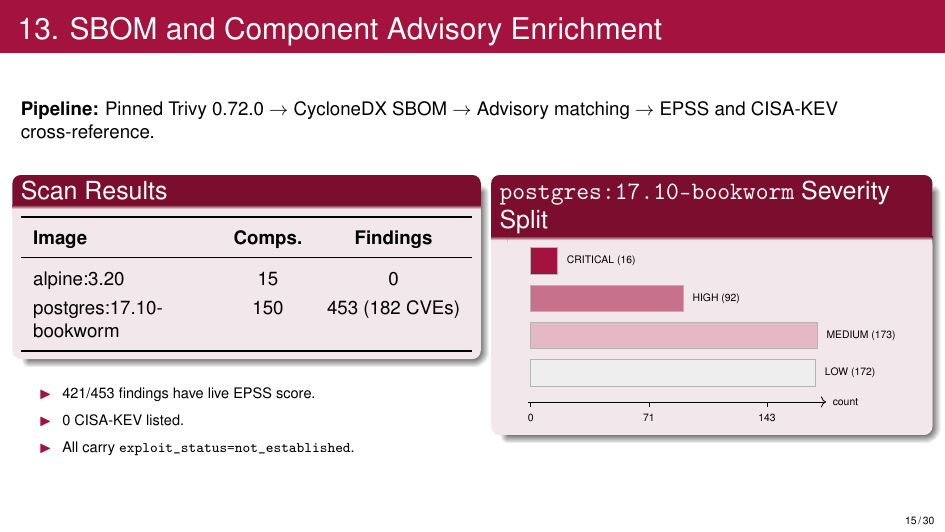 13. SBOM and Component Advisory Enrichment
Pipeline: Pinned Trivy 0.72.0 → CycloneDX SBOM → Advisory matching → EPSS and CISA-KEV
cross-reference.
Scan Results
Image Comps. Findings
alpine:3.20 15 0
postgres:17.10- 150 453 (182 CVEs)
bookworm
▶ 421/453 findings have live EPSS score.
▶ 0 CISA-KEV listed.
▶ All carry exploit_status=not_established.
postgres:17.10-bookworm Severity
Split
CRITICAL (16)
HIGH (92)
MEDIUM (173)
LOW (172)
count
0 71 143
15 / 30